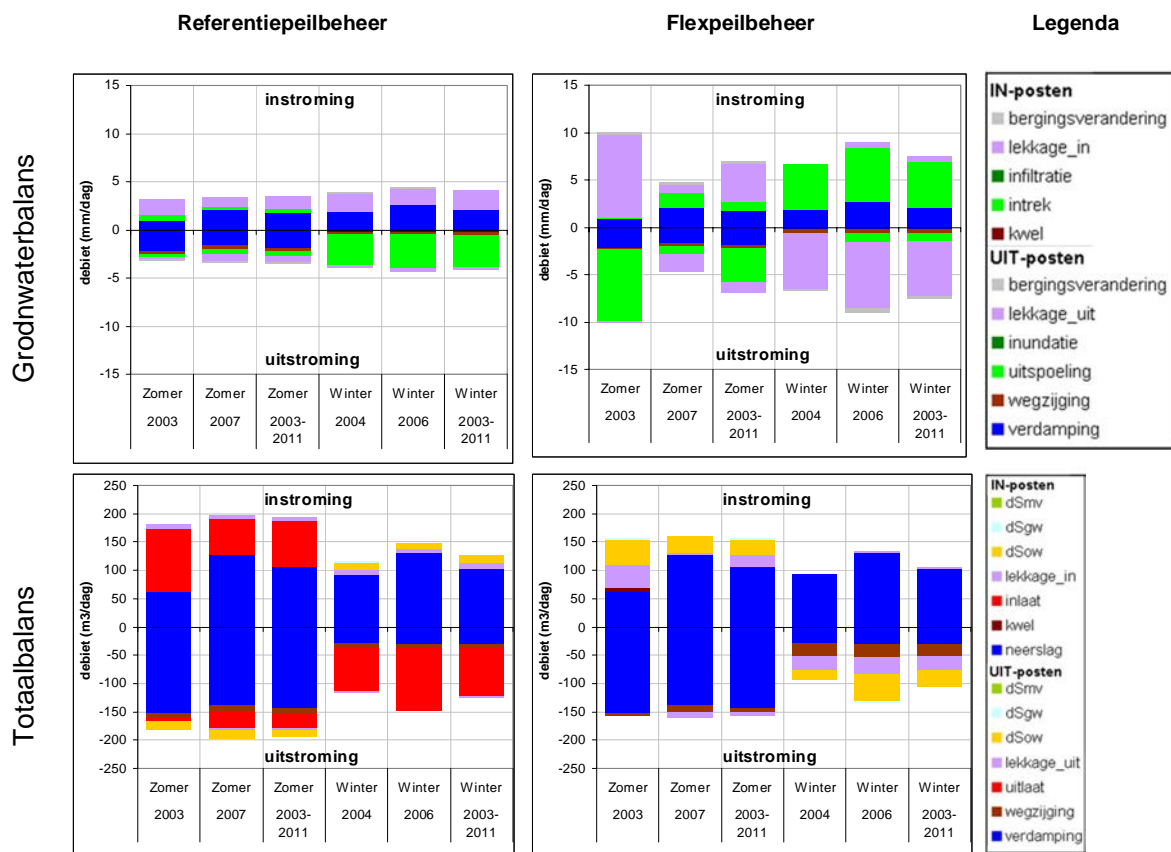 Referentiepeilbeheer
Flexpeilbeheer
Legenda
Grodnwaterbalans
debiet (mm/dag)
15
10
5
0
-5
-10
-15
instroming
uitstroming
Zomer Zomer Zomer Winter Winter Winter
2003 2007 2003- 2004 2006 2003-
2011 2011
debiet (mm/dag)
15
10
5
0
-5
-10
-15
instroming
uitstroming
Zomer Zomer Zomer Winter Winter Winter
2003 2007 2003- 2004 2006 2003-
2011 2011
IN-posten
bergingsverandering
lekkage_in
infiltratie
intrek
kwel
UIT-posten
bergingsverandering
lekkage_uit
inundatie
uitspoeling
wegzijging
verdamping
Totaalbalans
debiet (m3/dag)
250
200
150
100
50
0
-50
-100
-150
-200
-250
instroming
uitstroming
Zomer Zomer Zomer Winter Winter Winter
2003 2007 2003- 2004 2006 2003-
2011 2011
debiet (m3/dag)
250
200
150
100
50
0
-50
-100
-150
-200
-250
instroming
uitstroming
Zomer Zomer Zomer Winter Winter Winter
2003 2007 2003- 2004 2006 2003-
2011 2011
IN-posten
dSmv
dSgw
dSow
lekkage_in
inlaat
kwel
neerslag
UIT-posten
dSmv
dSgw
dSow
lekkage_uit
uitlaat
wegzijging
verdamping